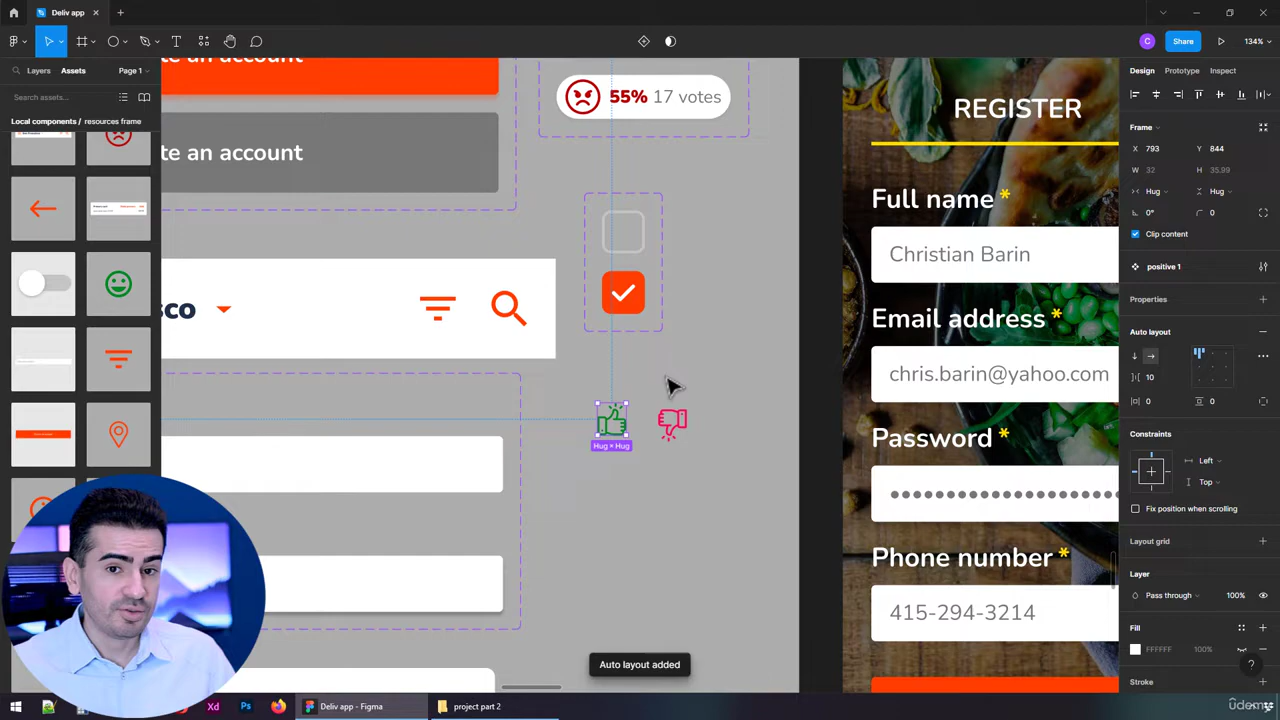 Deliv app
Share
134%
Layers
Assets
Page 1
Search assets...
Local components / resources frame
te an account
te an account
sco
55% 17 votes
Hug × Hug
Auto layout added
REGISTER
Full name *
Christian Barin
Email address *
chris.barin@yahoo.com
Password *
Phone number *
415-294-3214
Design
Prototype
Inspect
Frame
X 793
Y 844
W 32
H 35.99
Hug
Hug
0°
0
Clip content
positive 1
Properties
Auto layout
10
0
0
Constraints
Left
Top
Fix position when scrolling
Layout grid
Layer
Pass through
100%
Fill
FFFFFF
100%
Stroke
?
Xd
Ps
Deliv app - Figma
project part 2
Udemy